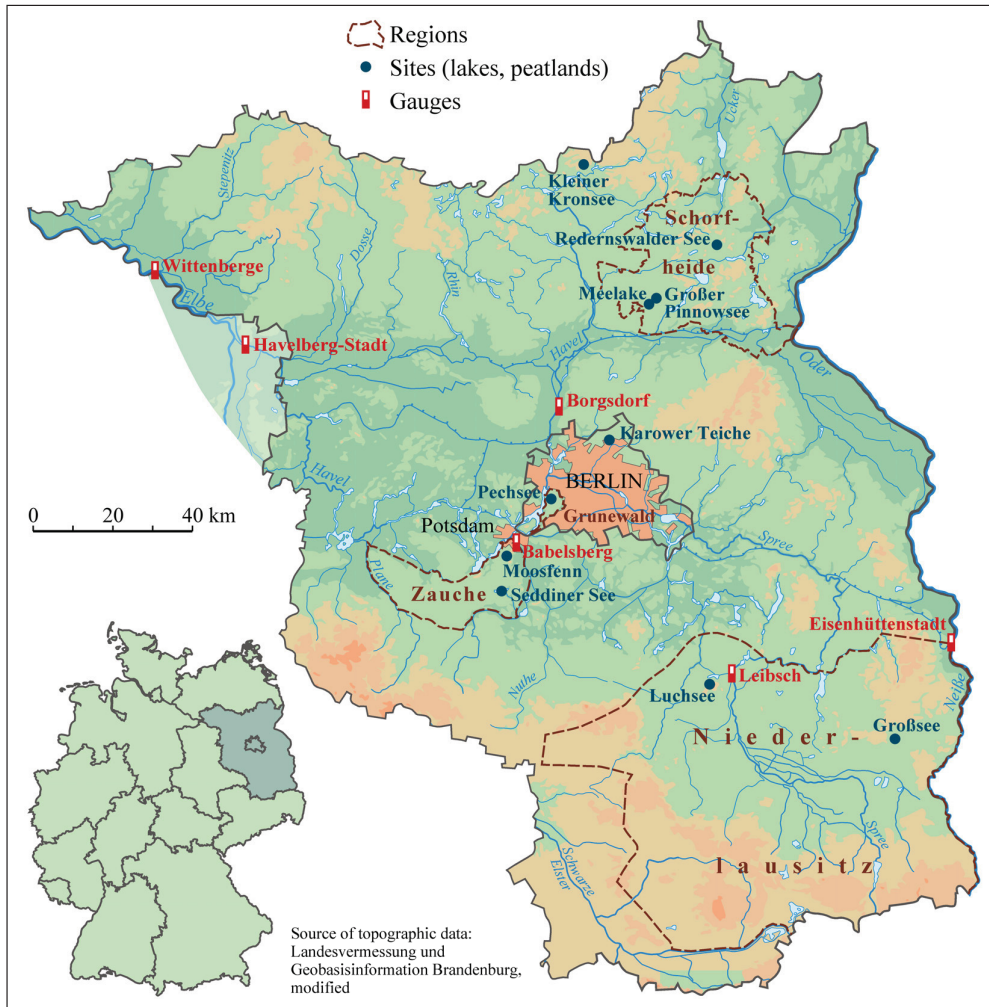 Regions
Sites (lakes, peatlands)
Gauges
Ucker
Stepenitz
Kleiner
Kronsee
Schorf-
Redernswalder See
Dosse
heide
Wittenberge
Rhin
Meelake
Großer
Pinnowsee
Elbe
Havelberg-Stadt
Havel
Oder
Borgsdorf
Karower Teiche
Havel
BERLIN
Pechsee
0 20 40 km
Grunewald
Potsdam
Spree
Babelsberg
Moosfenn
Plane
Zauche
Seddiner See
Eisenhüttenstadt
Leibsch
Nuthe
Luchsee
Neiße
Großsee
Nieder-
Spree
Schwarze
Elster
lausitz
Source of topographic data:
Landesvermessung und
Geobasisinformation Brandenburg,
modified